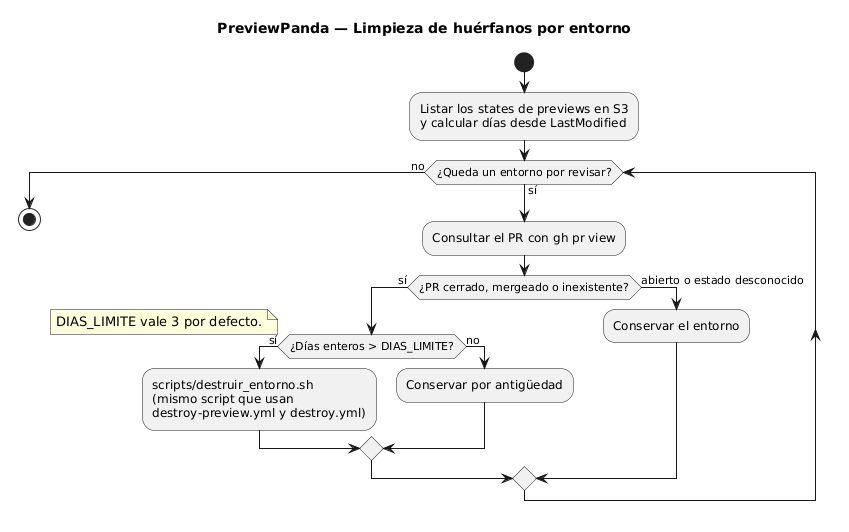 PreviewPanda — Limpieza de huérfanos por entorno
Listar los states de previews en S3
y calcular días desde LastModified
no
¿Queda un entorno por revisar?
sí
Consultar el PR con gh pr view
sí
¿PR cerrado, mergeado o inexistente?
abierto o estado desconocido
DIAS_LIMITE vale 3 por defecto.
Conservar el entorno
sí
¿Días enteros > DIAS_LIMITE?
no
scripts/destruir_entorno.sh
(mismo script que usan
destroy-preview.yml y destroy.yml)
Conservar por antigüedad